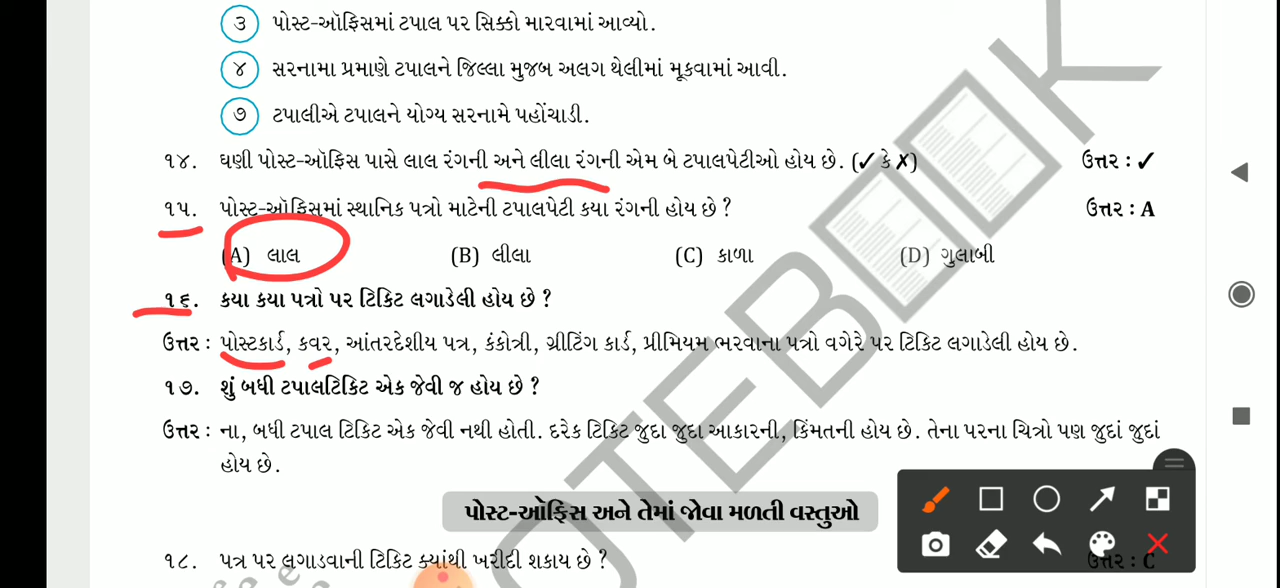 ૩ પોસ્ટ-ઑફિસમાં ટપાલ પર સિક્કો મારવામાં આવ્યો.
૪ સરનામા પ્રમાણે ટપાલને જિલ્લા મુજબ અલગ થેલીમાં મૂકવામાં આવી.
૭ ટપાલીએ ટપાલને યોગ્ય સરનામે પહોંચાડી.
૧૪. ઘણી પોસ્ટ-ઑફિસ પાસે લાલ રંગની અને લીલા રંગની એમ બે ટપાલપેટીઓ હોય છે. (✓ કે ✗) ઉત્તર : ✓
૧૫. પોસ્ટ-ઑફિસમાં સ્થાનિક પત્રો માટેની ટપાલપેટી કયા રંગની હોય છે ? ઉત્તર : A
(A) લાલ (B) લીલા (C) કાળા (D) ગુલાબી
૧૬. કયા કયા પત્રો પર ટિકિટ લગાડેલી હોય છે ?
ઉત્તર : પોસ્ટકાર્ડ, કવર, આંતરદેશીય પત્ર, કંકોત્રી, ગ્રીટિંગ કાર્ડ, પ્રીમિયમ ભરવાના પત્રો વગેરે પર ટિકિટ લગાડેલી હોય છે.
૧૭. શું બધી ટપાલટિકિટ એક જેવી જ હોય છે ?
ઉત્તર : ના, બધી ટપાલ ટિકિટ એક જેવી નથી હોતી. દરેક ટિકિટ જુદા જુદા આકારની, કિંમતની હોય છે. તેના પરના ચિત્રો પણ જુદાં જુદાં
હોય છે.
પોસ્ટ-ઑફિસ અને તેમાં જોવા મળતી વસ્તુઓ
૧૮. પત્ર પર લગાડવાની ટિકિટ ક્યાંથી ખરીદી શકાય છે ? ઉત્તર : C